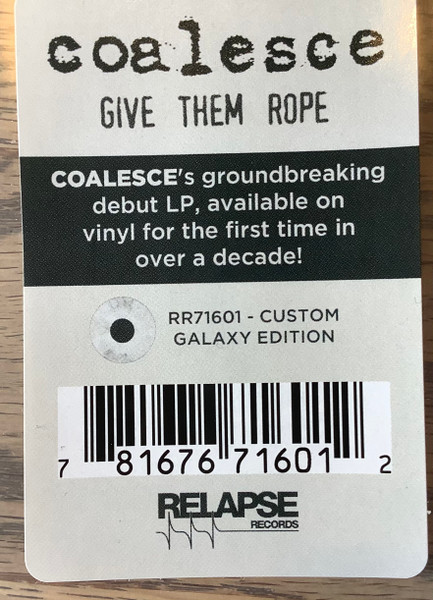 coalesce
GIVE THEM ROPE
COALESCE's groundbreaking
debut LP, available on
vinyl for the first time in
over a decade!
RR71601 - CUSTOM
GALAXY EDITION
7 81676 71601 2
RELAPSE
RECORDS